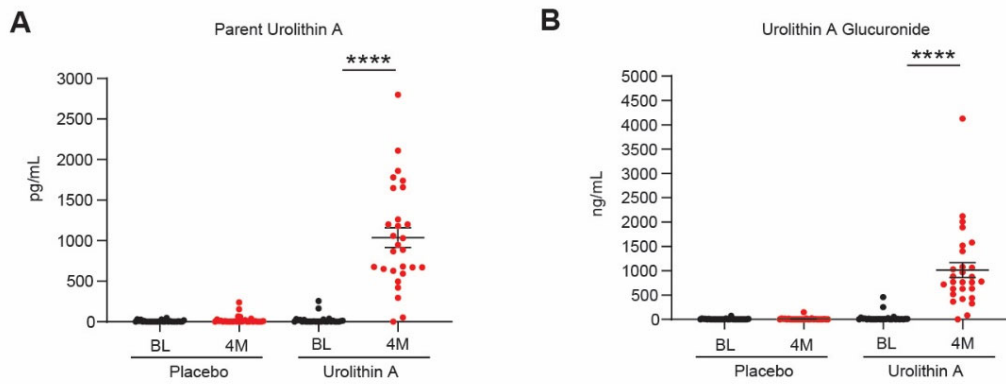 A
Parent Urolithin A
****
3000
2500
2000
1500
1000
500
0
pg/mL
BL 4M BL 4M
Placebo Urolithin A
B
Urolithin A Glucuronide
****
5000
4500
4000
3500
3000
2500
2000
1500
1000
500
0
ng/mL
BL 4M BL 4M
Placebo Urolithin A